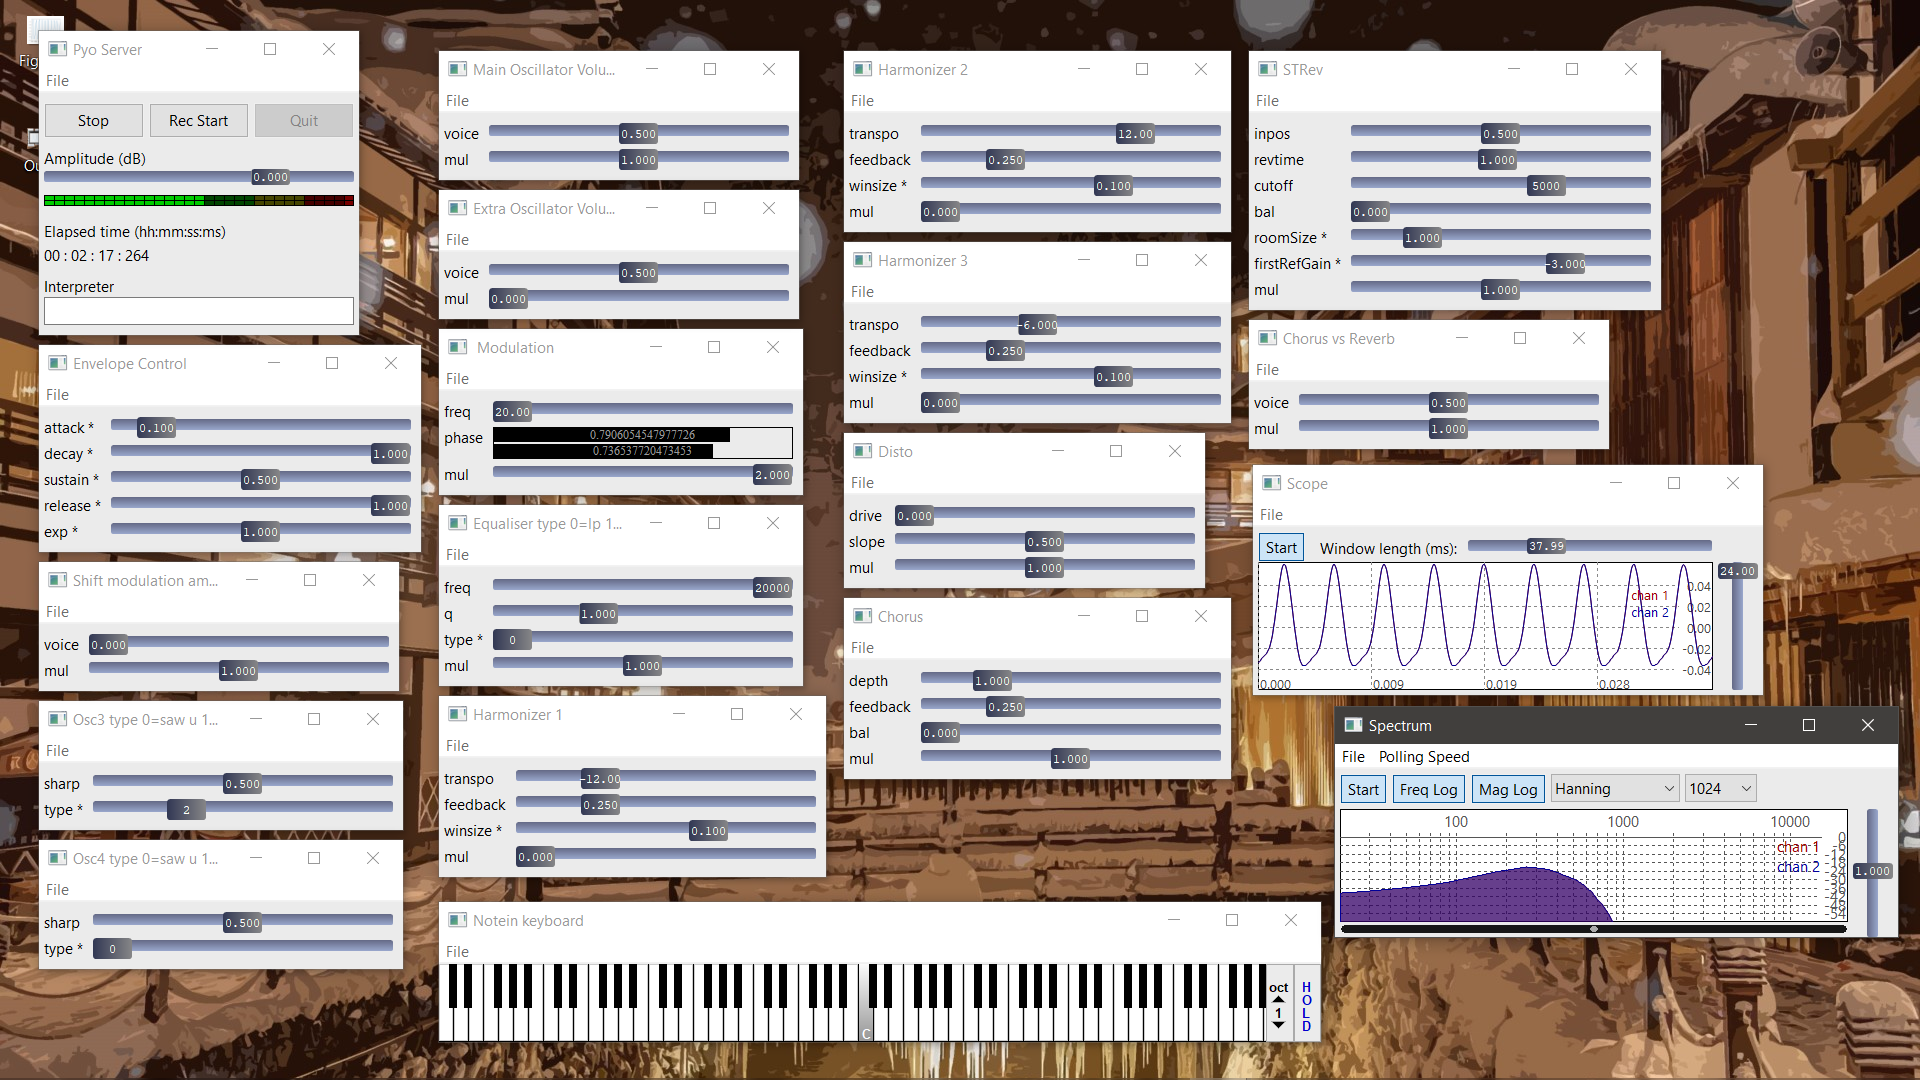 Fig
Ou
Pyo Server
File
Stop
Rec Start
Quit
Amplitude (dB)
0.000
Elapsed time (hh:mm:ss:ms)
00 : 02 : 17 : 264
Interpreter
Envelope Control
File
attack * 0.100
decay * 1.000
sustain * 0.500
release * 1.000
exp * 1.000
Shift modulation am...
File
voice 0.000
mul 1.000
Osc3 type 0=saw u 1...
File
sharp 0.500
type * 2
Osc4 type 0=saw u 1...
File
sharp 0.500
type * 0
Main Oscillator Volu...
File
voice 0.500
mul 1.000
Extra Oscillator Volu...
File
voice 0.500
mul 0.000
Modulation
File
freq 20.00
phase 0.7906054547977726
0.736537720473453
mul 2.000
Equaliser type 0=lp 1...
File
freq 20000
q 1.000
type * 0
mul 1.000
Harmonizer 1
File
transpo -12.00
feedback 0.250
winsize * 0.100
mul 0.000
Harmonizer 2
File
transpo 12.00
feedback 0.250
winsize * 0.100
mul 0.000
Harmonizer 3
File
transpo -6.000
feedback 0.250
winsize * 0.100
mul 0.000
Disto
File
drive 0.000
slope 0.500
mul 1.000
Chorus
File
depth 1.000
feedback 0.250
bal 0.000
mul 1.000
Notein keyboard
File
C
oct
1
HOLD
STRev
File
inpos 0.500
revtime 1.000
cutoff 5000
bal 0.000
roomSize * 1.000
firstRefGain * -3.000
mul 1.000
Chorus vs Reverb
File
voice 0.500
mul 1.000
Scope
File
Start Window length (ms): 37.99
24.00
0.04
chan 1
0.02
chan 2
0.00
-0.02
-0.04
0.000 0.009 0.019 0.028
Spectrum
File Polling Speed
Start Freq Log Mag Log Hanning 1024
100 1000 10000
0
chan 1
-6
-12
-18
chan 2
-24
-30
-36
-42
-48
-54
1.000